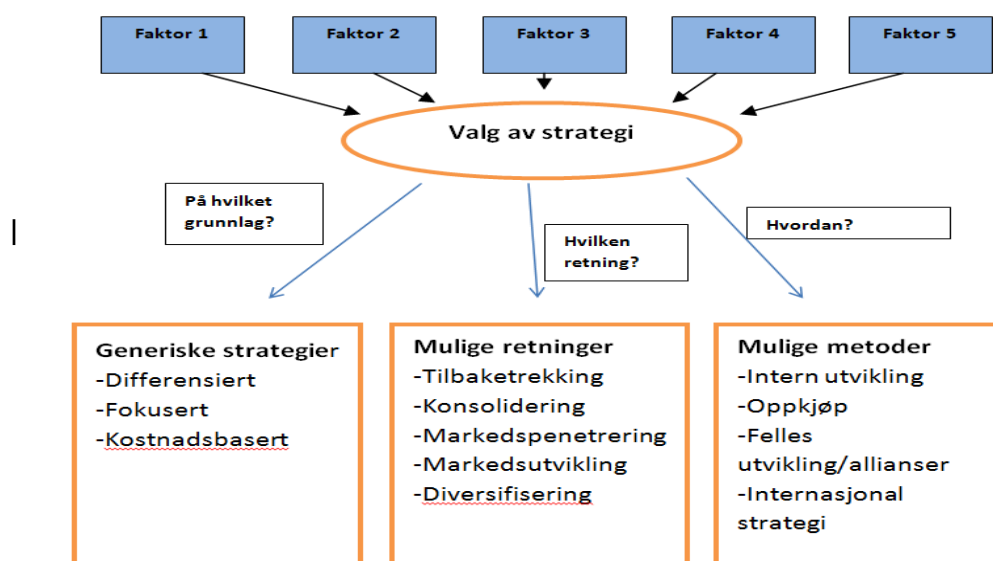 Faktor 1
Faktor 2
Faktor 3
Faktor 4
Faktor 5
Valg av strategi
På hvilket
grunnlag?
Hvilken
retning?
Hvordan?
Generiske strategier
-Differensiert
-Fokusert
-Kostnadsbasert
Mulige retninger
-Tilbaketrekking
-Konsolidering
-Markedspenetrering
-Markedsutvikling
-Diversifisering
Mulige metoder
-Intern utvikling
-Oppkjøp
-Felles
utvikling/allianser
-Internasjonal
strategi